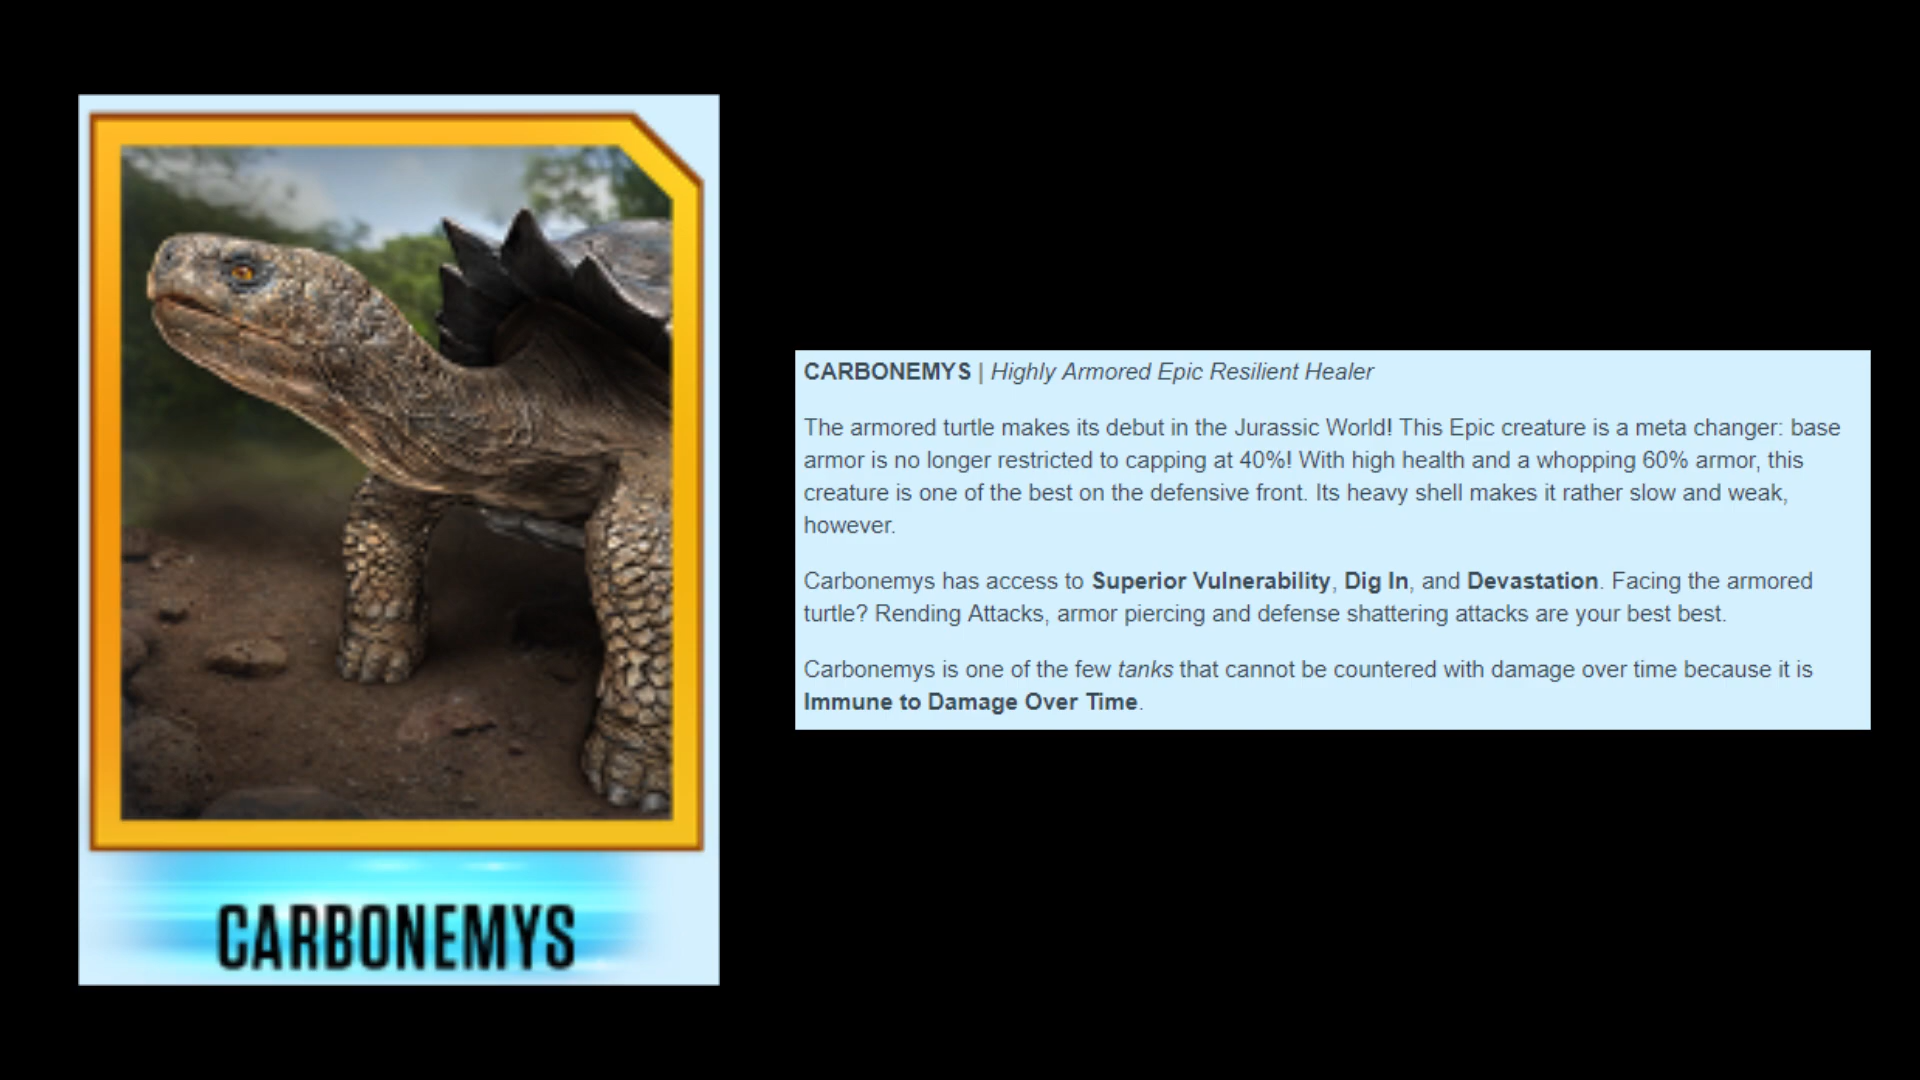 CARBONEMYS
CARBONEMYS | Highly Armored Epic Resilient Healer
The armored turtle makes its debut in the Jurassic World! This Epic creature is a meta changer: base
armor is no longer restricted to capping at 40%! With high health and a whopping 60% armor, this
creature is one of the best on the defensive front. Its heavy shell makes it rather slow and weak,
however.
Carbonemys has access to Superior Vulnerability, Dig In, and Devastation. Facing the armored
turtle? Rending Attacks, armor piercing and defense shattering attacks are your best best.
Carbonemys is one of the few tanks that cannot be countered with damage over time because it is
Immune to Damage Over Time.